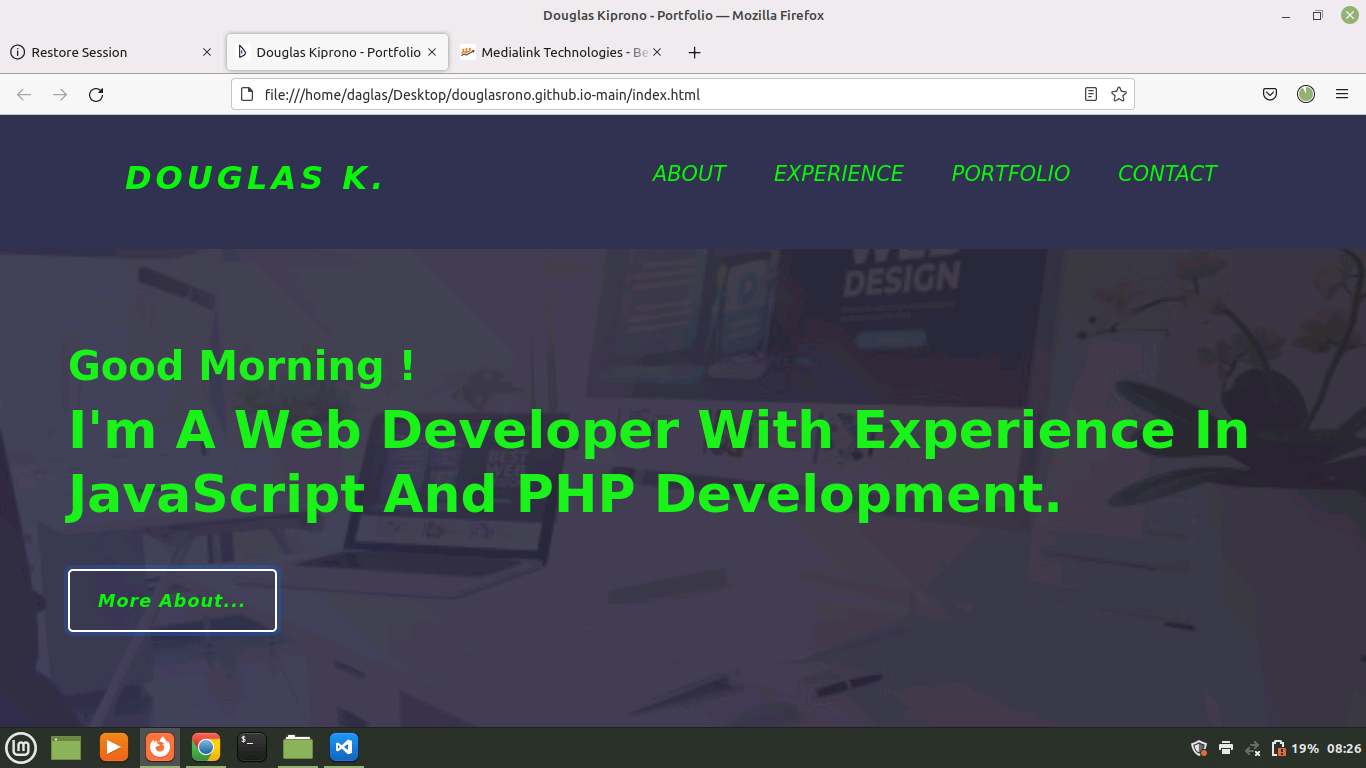 Douglas Kiprono - Portfolio — Mozilla Firefox
Restore Session
Douglas Kiprono - Portfolio
Medialink Technologies - Be
file:///home/daglas/Desktop/douglasrono.github.io-main/index.html
DOUGLAS K.
ABOUT EXPERIENCE PORTFOLIO CONTACT
WEB
DESIGN
Good Morning !
I'm A Web Developer With Experience In
JavaScript And PHP Development.
BEST
WEB
More About...
$_
19% 08:26